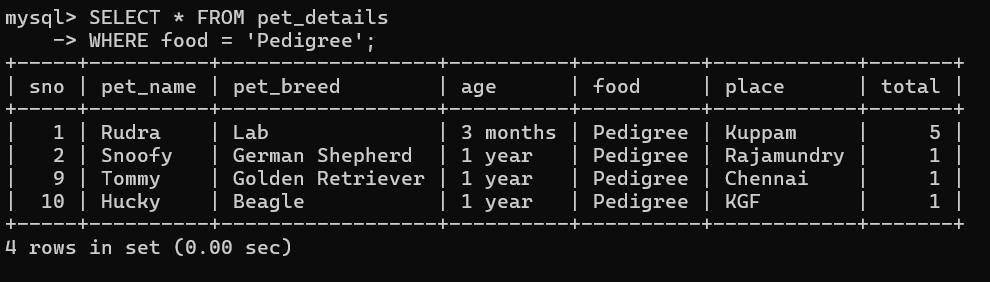 mysql> SELECT * FROM pet_details
    -> WHERE food = 'Pedigree';
+-----+----------+------------------+----------+----------+------------+-------+
| sno | pet_name | pet_breed        | age      | food     | place      | total |
+-----+----------+------------------+----------+----------+------------+-------+
|   1 | Rudra    | Lab              | 3 months | Pedigree | Kuppam     |     5 |
|   2 | Snoofy   | German Shepherd  | 1 year   | Pedigree | Rajamundry |     1 |
|   9 | Tommy    | Golden Retriever | 1 year   | Pedigree | Chennai    |     1 |
|  10 | Hucky    | Beagle           | 1 year   | Pedigree | KGF        |     1 |
+-----+----------+------------------+----------+----------+------------+-------+
4 rows in set (0.00 sec)